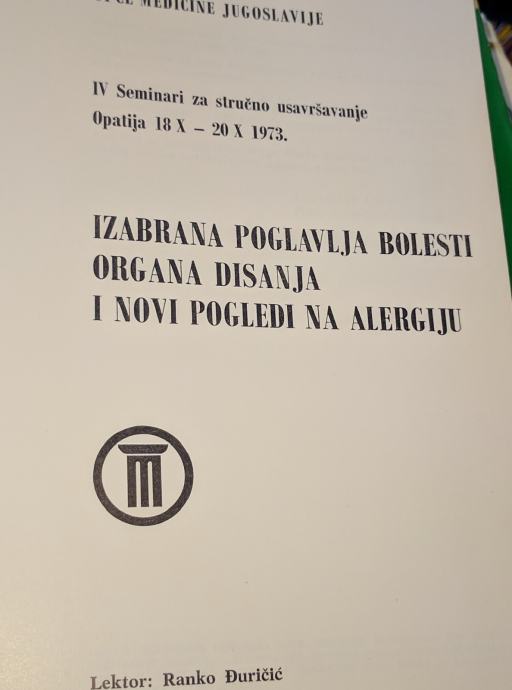 MEDICINE JUGOSLAVIJE
IV Seminari za stručno usavršavanje
Opatija 18 X – 20 X 1973.
IZABRANA POGLAVLJA BOLESTI
ORGANA DISANJA
I NOVI POGLEDI NA ALERGIJU
m
Lektor: Ranko Đuričić